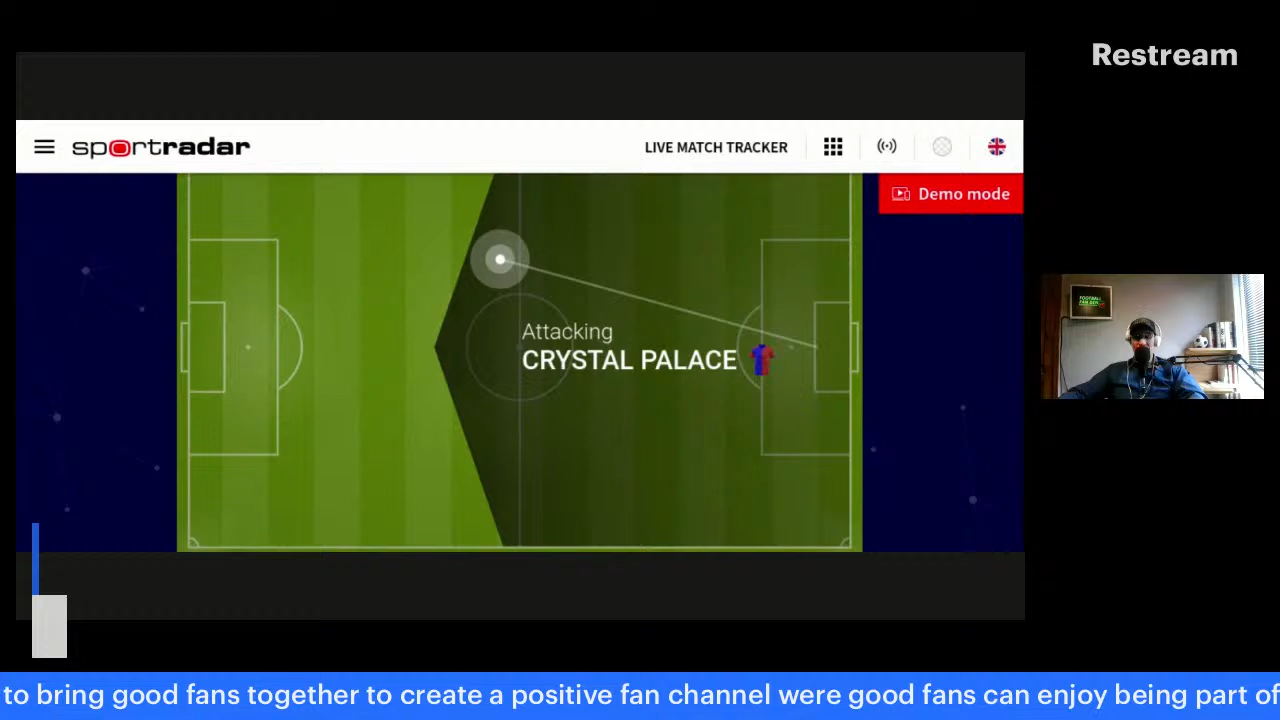 Restream
sportradar
LIVE MATCH TRACKER
Demo mode
Attacking
CRYSTAL PALACE
FOOTBALL
to bring good fans together to create a positive fan channel were good fans can enjoy being part of